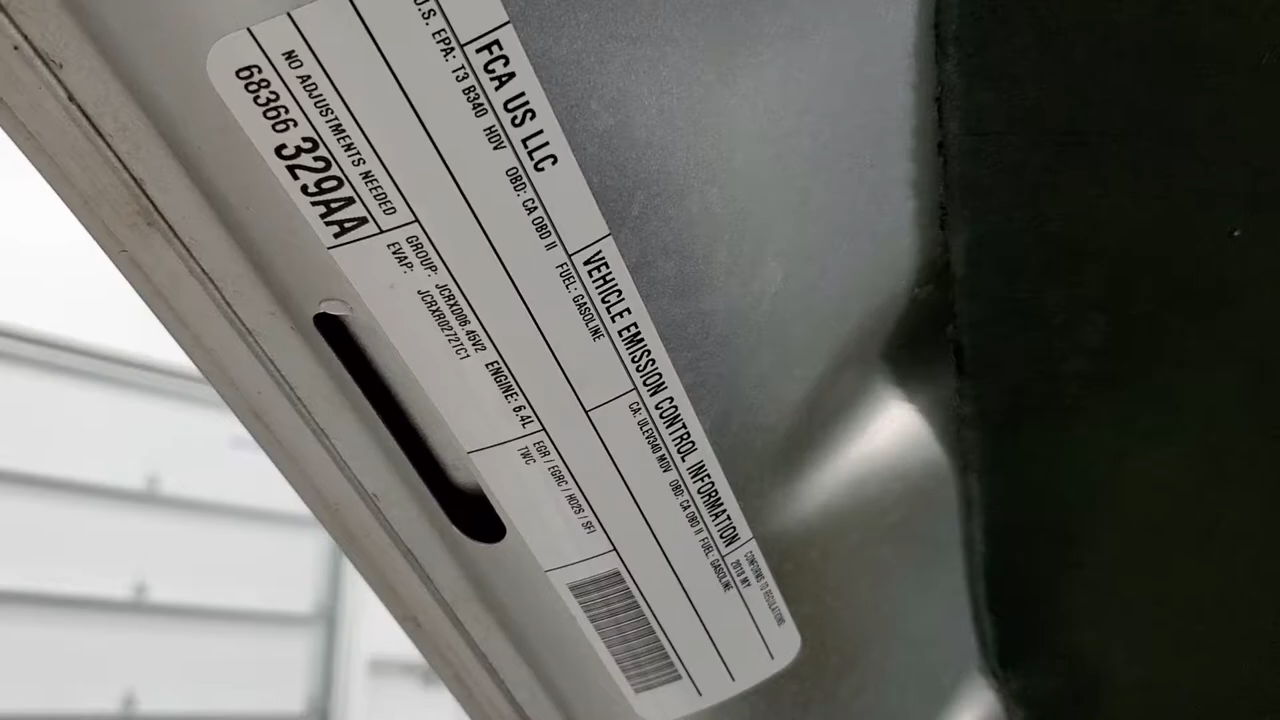 FCA US LLC
VEHICLE EMISSION CONTROL INFORMATION
CONFORMS TO REGULATIONS:
2018 MY
U.S. EPA: T3 B340 HDV OBD: CA OBD II FUEL: GASOLINE
CA: ULEV340 MDV OBD: CA OBD II FUEL: GASOLINE
NO ADJUSTMENTS NEEDED
68366 329AA
GROUP: JCRXD06.45V2 ENGINE: 6.4L
EVAP: JCRXR0272TC1
EGR / EGRC / HO2S / SFI
TWC